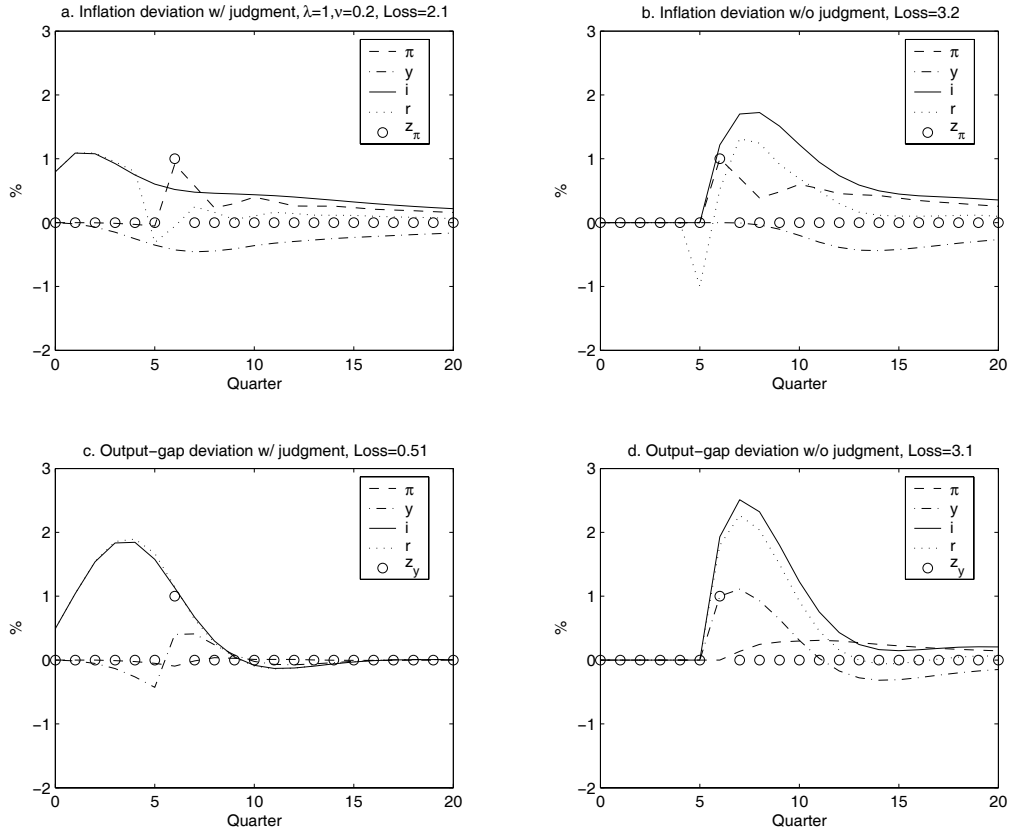 a. Inflation deviation w/ judgment, λ=1,ν=0.2, Loss=2.1
3
2
1
0
−1
−2
%
0
5
10
15
20
Quarter
π
y
i
r
z_π
b. Inflation deviation w/o judgment, Loss=3.2
3
2
1
0
−1
−2
%
0
5
10
15
20
Quarter
π
y
i
r
z_π
c. Output−gap deviation w/ judgment, Loss=0.51
3
2
1
0
−1
−2
%
0
5
10
15
20
Quarter
π
y
i
r
z_y
d. Output−gap deviation w/o judgment, Loss=3.1
3
2
1
0
−1
−2
%
0
5
10
15
20
Quarter
π
y
i
r
z_y